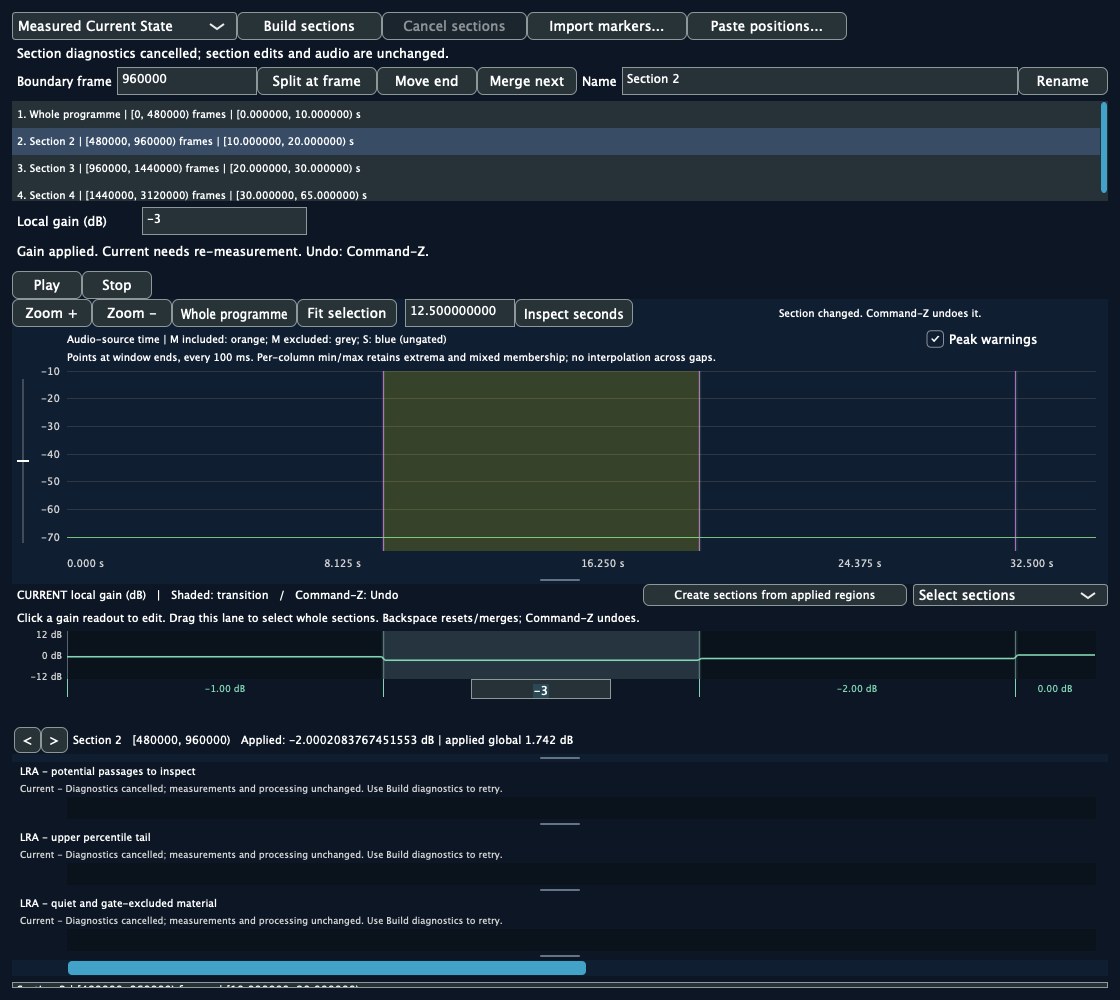 Measured Current State
Build sections
Cancel sections
Import markers...
Paste positions...
Section diagnostics cancelled; section edits and audio are unchanged.
Boundary frame
960000
Split at frame
Move end
Merge next
Name
Section 2
Rename
1. Whole programme | [0, 480000) frames | [0.000000, 10.000000) s
2. Section 2 | [480000, 960000) frames | [10.000000, 20.000000) s
3. Section 3 | [960000, 1440000) frames | [20.000000, 30.000000) s
4. Section 4 | [1440000, 3120000) frames | [30.000000, 65.000000) s
Local gain (dB)
-3
Gain applied. Current needs re-measurement. Undo: Command-Z.
Play
Stop
Zoom +
Zoom -
Whole programme
Fit selection
12.500000000
Inspect seconds
Section changed. Command-Z undoes it.
Audio-source time | M included: orange; M excluded: grey; S: blue (ungated)
Peak warnings
Points at window ends, every 100 ms. Per-column min/max retains extrema and mixed membership; no interpolation across gaps.
-10
-20
-30
-40
-50
-60
-70
0.000 s
8.125 s
16.250 s
24.375 s
32.500 s
CURRENT local gain (dB) | Shaded: transition / Command-Z: Undo
Create sections from applied regions
Select sections
Click a gain readout to edit. Drag this lane to select whole sections. Backspace resets/merges; Command-Z undoes.
12 dB
0 dB
-12 dB
-1.00 dB
-3
-2.00 dB
0.00 dB
<
>
Section 2 [480000, 960000) Applied: -2.0002083767451553 dB | applied global 1.742 dB
LRA - potential passages to inspect
Current - Diagnostics cancelled; measurements and processing unchanged. Use Build diagnostics to retry.
LRA - upper percentile tail
Current - Diagnostics cancelled; measurements and processing unchanged. Use Build diagnostics to retry.
LRA - quiet and gate-excluded material
Current - Diagnostics cancelled; measurements and processing unchanged. Use Build diagnostics to retry.